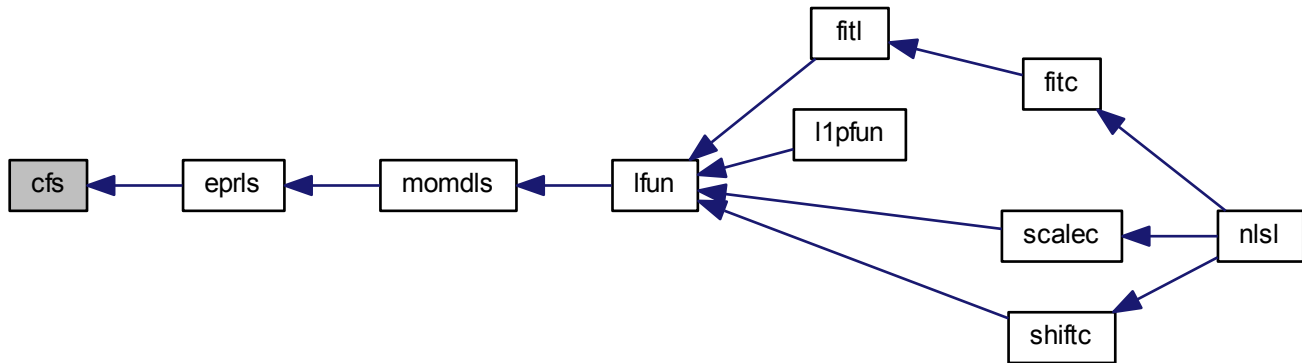 cfs
eprls
momdls
lfun
fitl
l1pfun
scalec
shiftc
fitc
nlsl